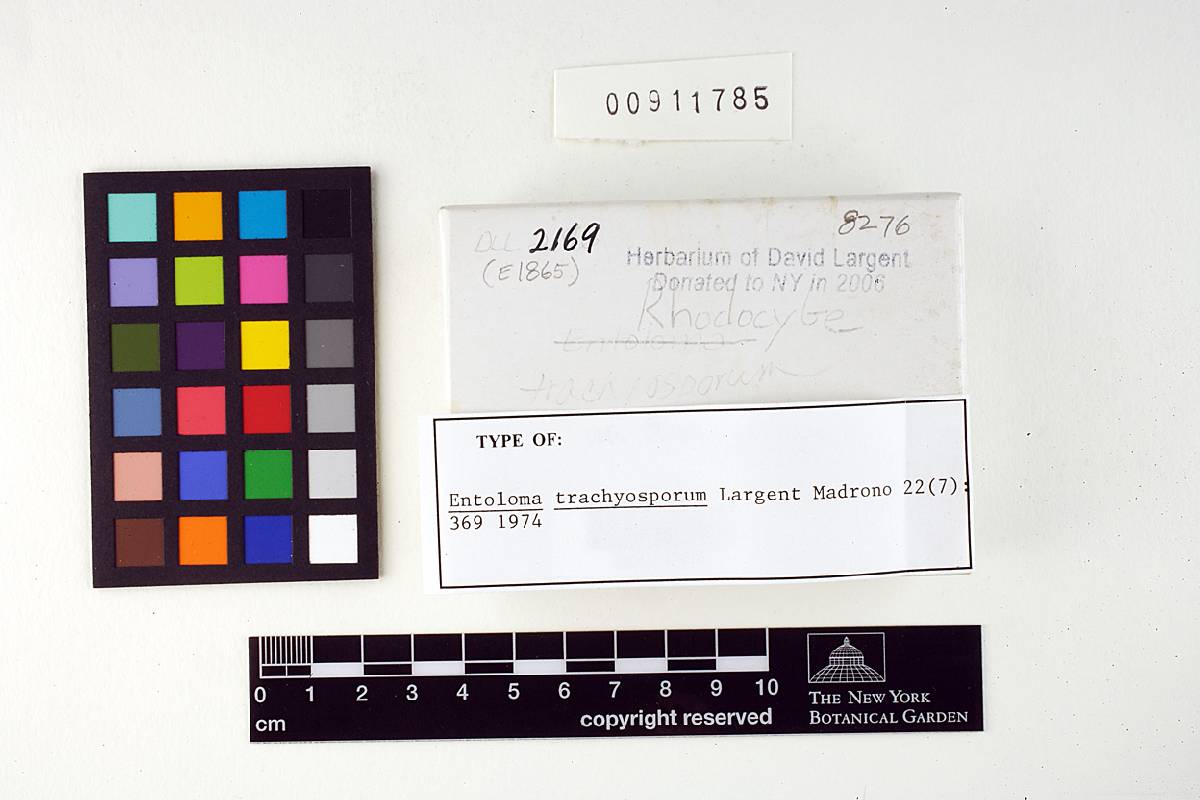 00911785
DLL 2169
8276
(E1865)
Herbarium of David Largent
Donated to NY in 2006
Rhodocybe
Entoloma
trachyosporum
TYPE OF:
Entoloma trachyosporum Largent Madrono 22(7):
369 1974
0 1 2 3 4 5 6 7 8 9 10
cm
copyright reserved
THE NEW YORK
BOTANICAL GARDEN